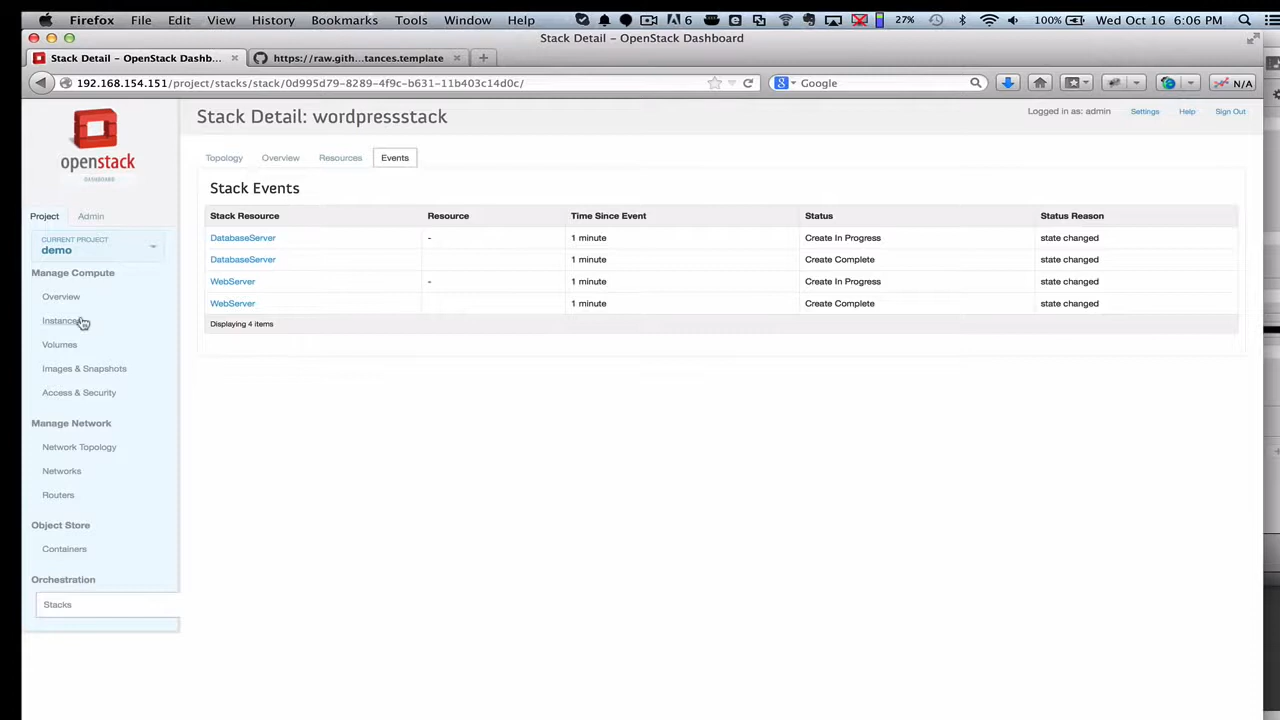 Firefox File Edit View History Bookmarks Tools Window Help 6 27% 100% Wed Oct 16 6:06 PM
Stack Detail – OpenStack Dashboard
Stack Detail – OpenStack Dashb... https://raw.gith...tances.template
192.168.154.151/project/stacks/stack/0d995d79-8289-4f9c-b631-11b403c14d0c/ Google N/A
openstack
DASHBOARD
Stack Detail: wordpressstack
Logged in as: admin Settings Help Sign Out
Project Admin
CURRENT PROJECT
demo
Manage Compute
Overview
Instance
Volumes
Images & Snapshots
Access & Security
Manage Network
Network Topology
Networks
Routers
Object Store
Containers
Orchestration
Stacks
Topology Overview Resources Events
Stack Events
Stack Resource Resource Time Since Event Status Status Reason
DatabaseServer - 1 minute Create In Progress state changed
DatabaseServer 1 minute Create Complete state changed
WebServer - 1 minute Create In Progress state changed
WebServer 1 minute Create Complete state changed
Displaying 4 items